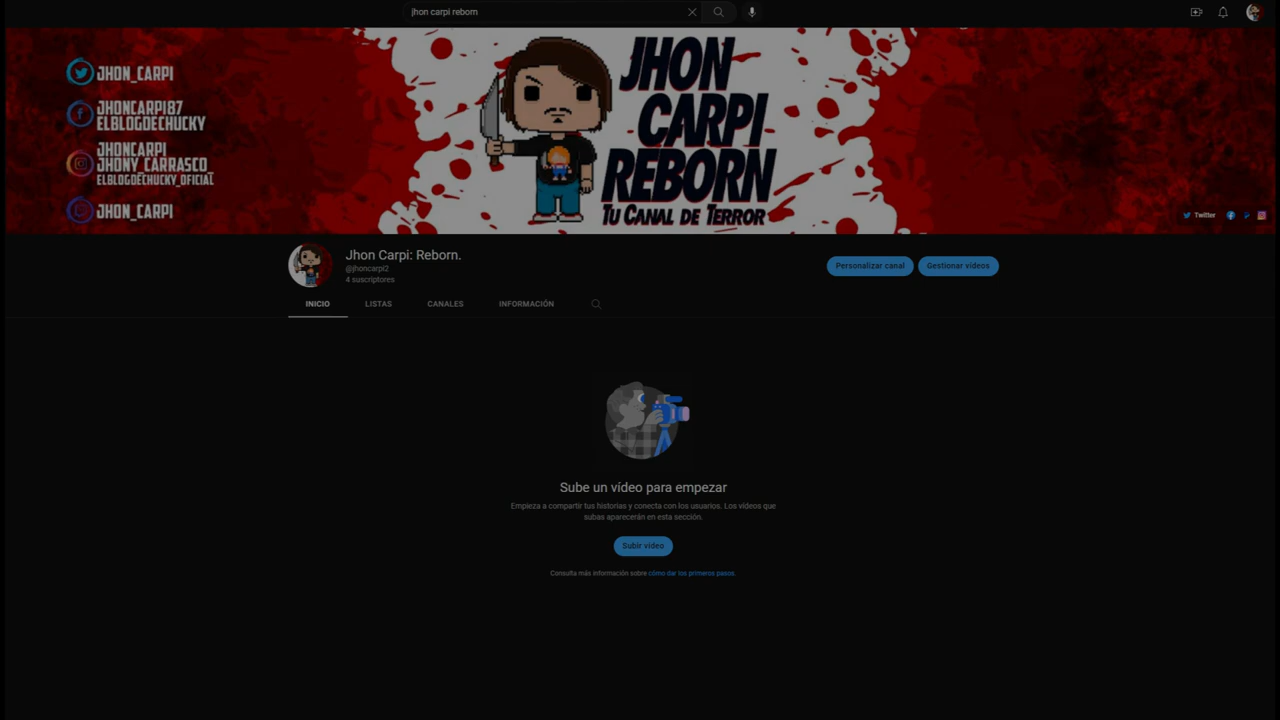 jhon carpi reborn
JHON_CARPI
JHONCARPI87
ELBLOGDECHUCKY
JHONCARPI
JHONY_CARRASCO_
ELBLOGDECHUCKY_OFICIAL
JHON_CARPI
JHON
CARPI
REBORN
TU CANAL DE TERROR
Twitter
Jhon Carpi: Reborn.
@jhoncarpi2
4 suscriptores
Personalizar canal
Gestionar vídeos
INICIO
LISTAS
CANALES
INFORMACIÓN
Sube un vídeo para empezar
Empieza a compartir tus historias y conecta con los usuarios. Los vídeos que
subas aparecerán en esta sección.
Subir vídeo
Consulta más información sobre cómo dar los primeros pasos.